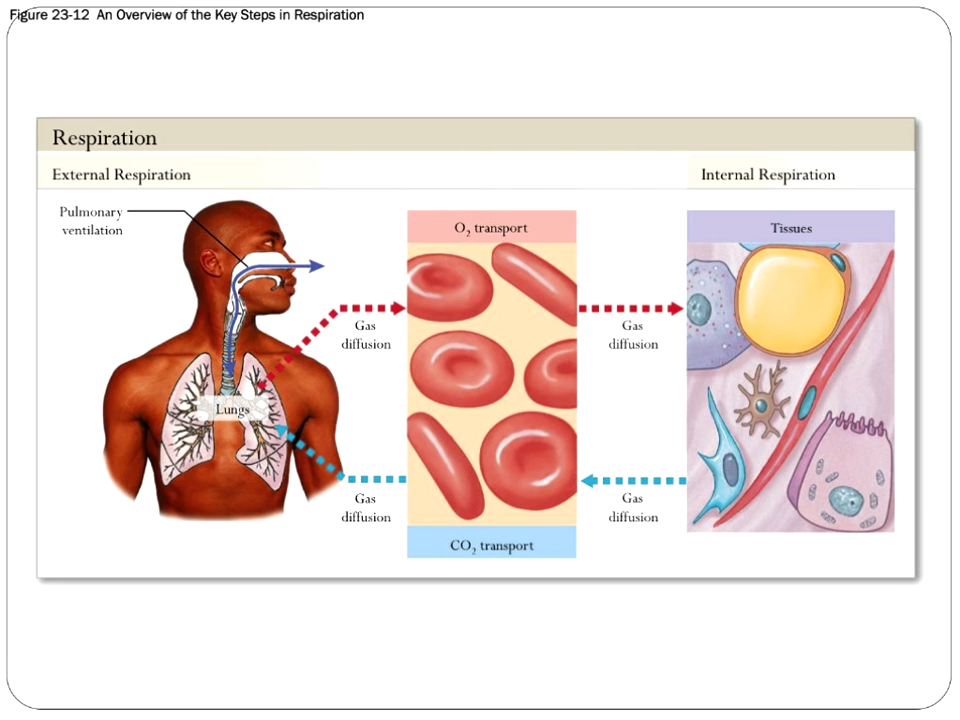 Figure 23-12 An Overview of the Key Steps in Respiration
Respiration
External Respiration
Internal Respiration
Pulmonary
ventilation
O₂ transport
Tissues
Gas
diffusion
Gas
diffusion
Lungs
Gas
diffusion
Gas
diffusion
CO₂ transport